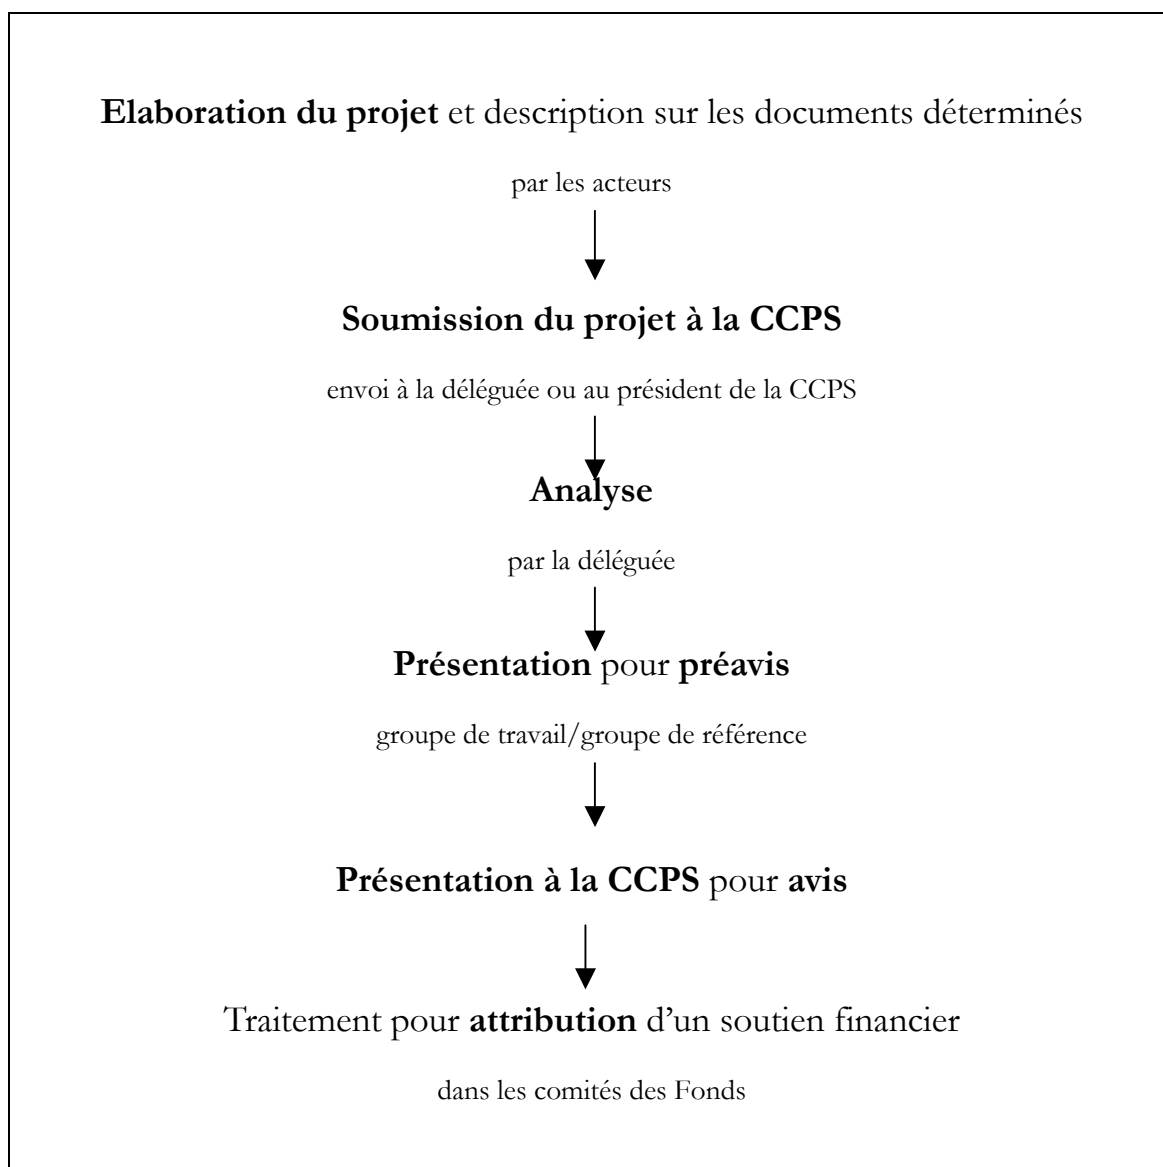 Elaboration du projet et description sur les documents déterminés
par les acteurs
Soumission du projet à la CCPS
envoi à la déléguée ou au président de la CCPS
Analyse
par la déléguée
Présentation pour préavis
groupe de travail/groupe de référence
Présentation à la CCPS pour avis
Traitement pour attribution d’un soutien financier
dans les comités des Fonds